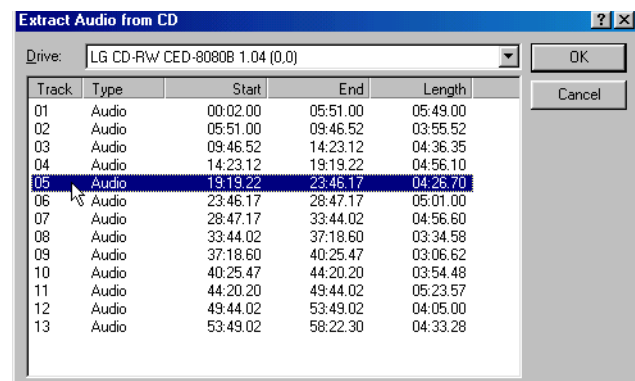 Extract Audio from CD ? X
Drive: LG CD-RW CED-8080B 1.04 (0,0) OK
Track Type Start End Length Cancel
01 Audio 00:02.00 05:51.00 05:49.00
02 Audio 05:51.00 09:46.52 03:55.52
03 Audio 09:46.52 14:23.12 04:36.35
04 Audio 14:23.12 19:19.22 04:56.10
05 Audio 19:19.22 23:46.17 04:26.70
06 Audio 23:46.17 28:47.17 05:01.00
07 Audio 28:47.17 33:44.02 04:56.60
08 Audio 33:44.02 37:18.60 03:34.58
09 Audio 37:18.60 40:25.47 03:06.62
10 Audio 40:25.47 44:20.20 03:54.48
11 Audio 44:20.20 49:44.02 05:23.57
12 Audio 49:44.02 53:49.02 04:05.00
13 Audio 53:49.02 58:22.30 04:33.28